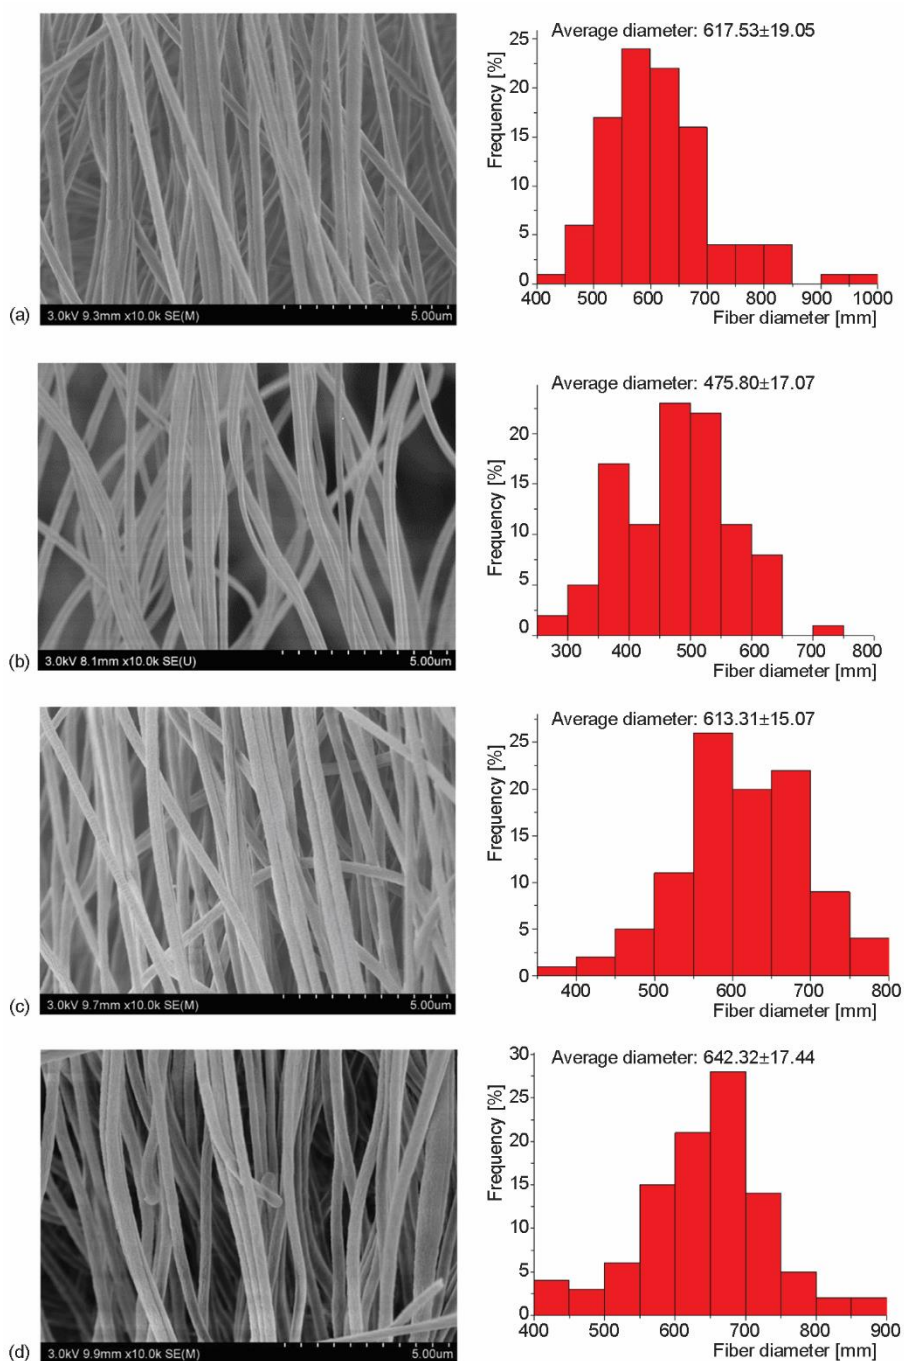 Average diameter: 617.53±19.05
Frequency [%]
25
20
15
10
5
0
400 500 600 700 800 900 1000
Fiber diameter [mm]
3.0kV 9.3mm x10.0k SE(M) 5.00um
(a)
Average diameter: 475.80±17.07
Frequency [%]
20
15
10
5
0
300 400 500 600 700 800
Fiber diameter [mm]
3.0kV 8.1mm x10.0k SE(U) 5.00um
(b)
Average diameter: 613.31±15.07
Frequency [%]
25
20
15
10
5
0
400 500 600 700 800
Fiber diameter [mm]
3.0kV 9.7mm x10.0k SE(M) 5.00um
(c)
Average diameter: 642.32±17.44
Frequency [%]
30
25
20
15
10
5
0
400 500 600 700 800 900
Fiber diameter [mm]
3.0kV 9.9mm x10.0k SE(M) 5.00um
(d)